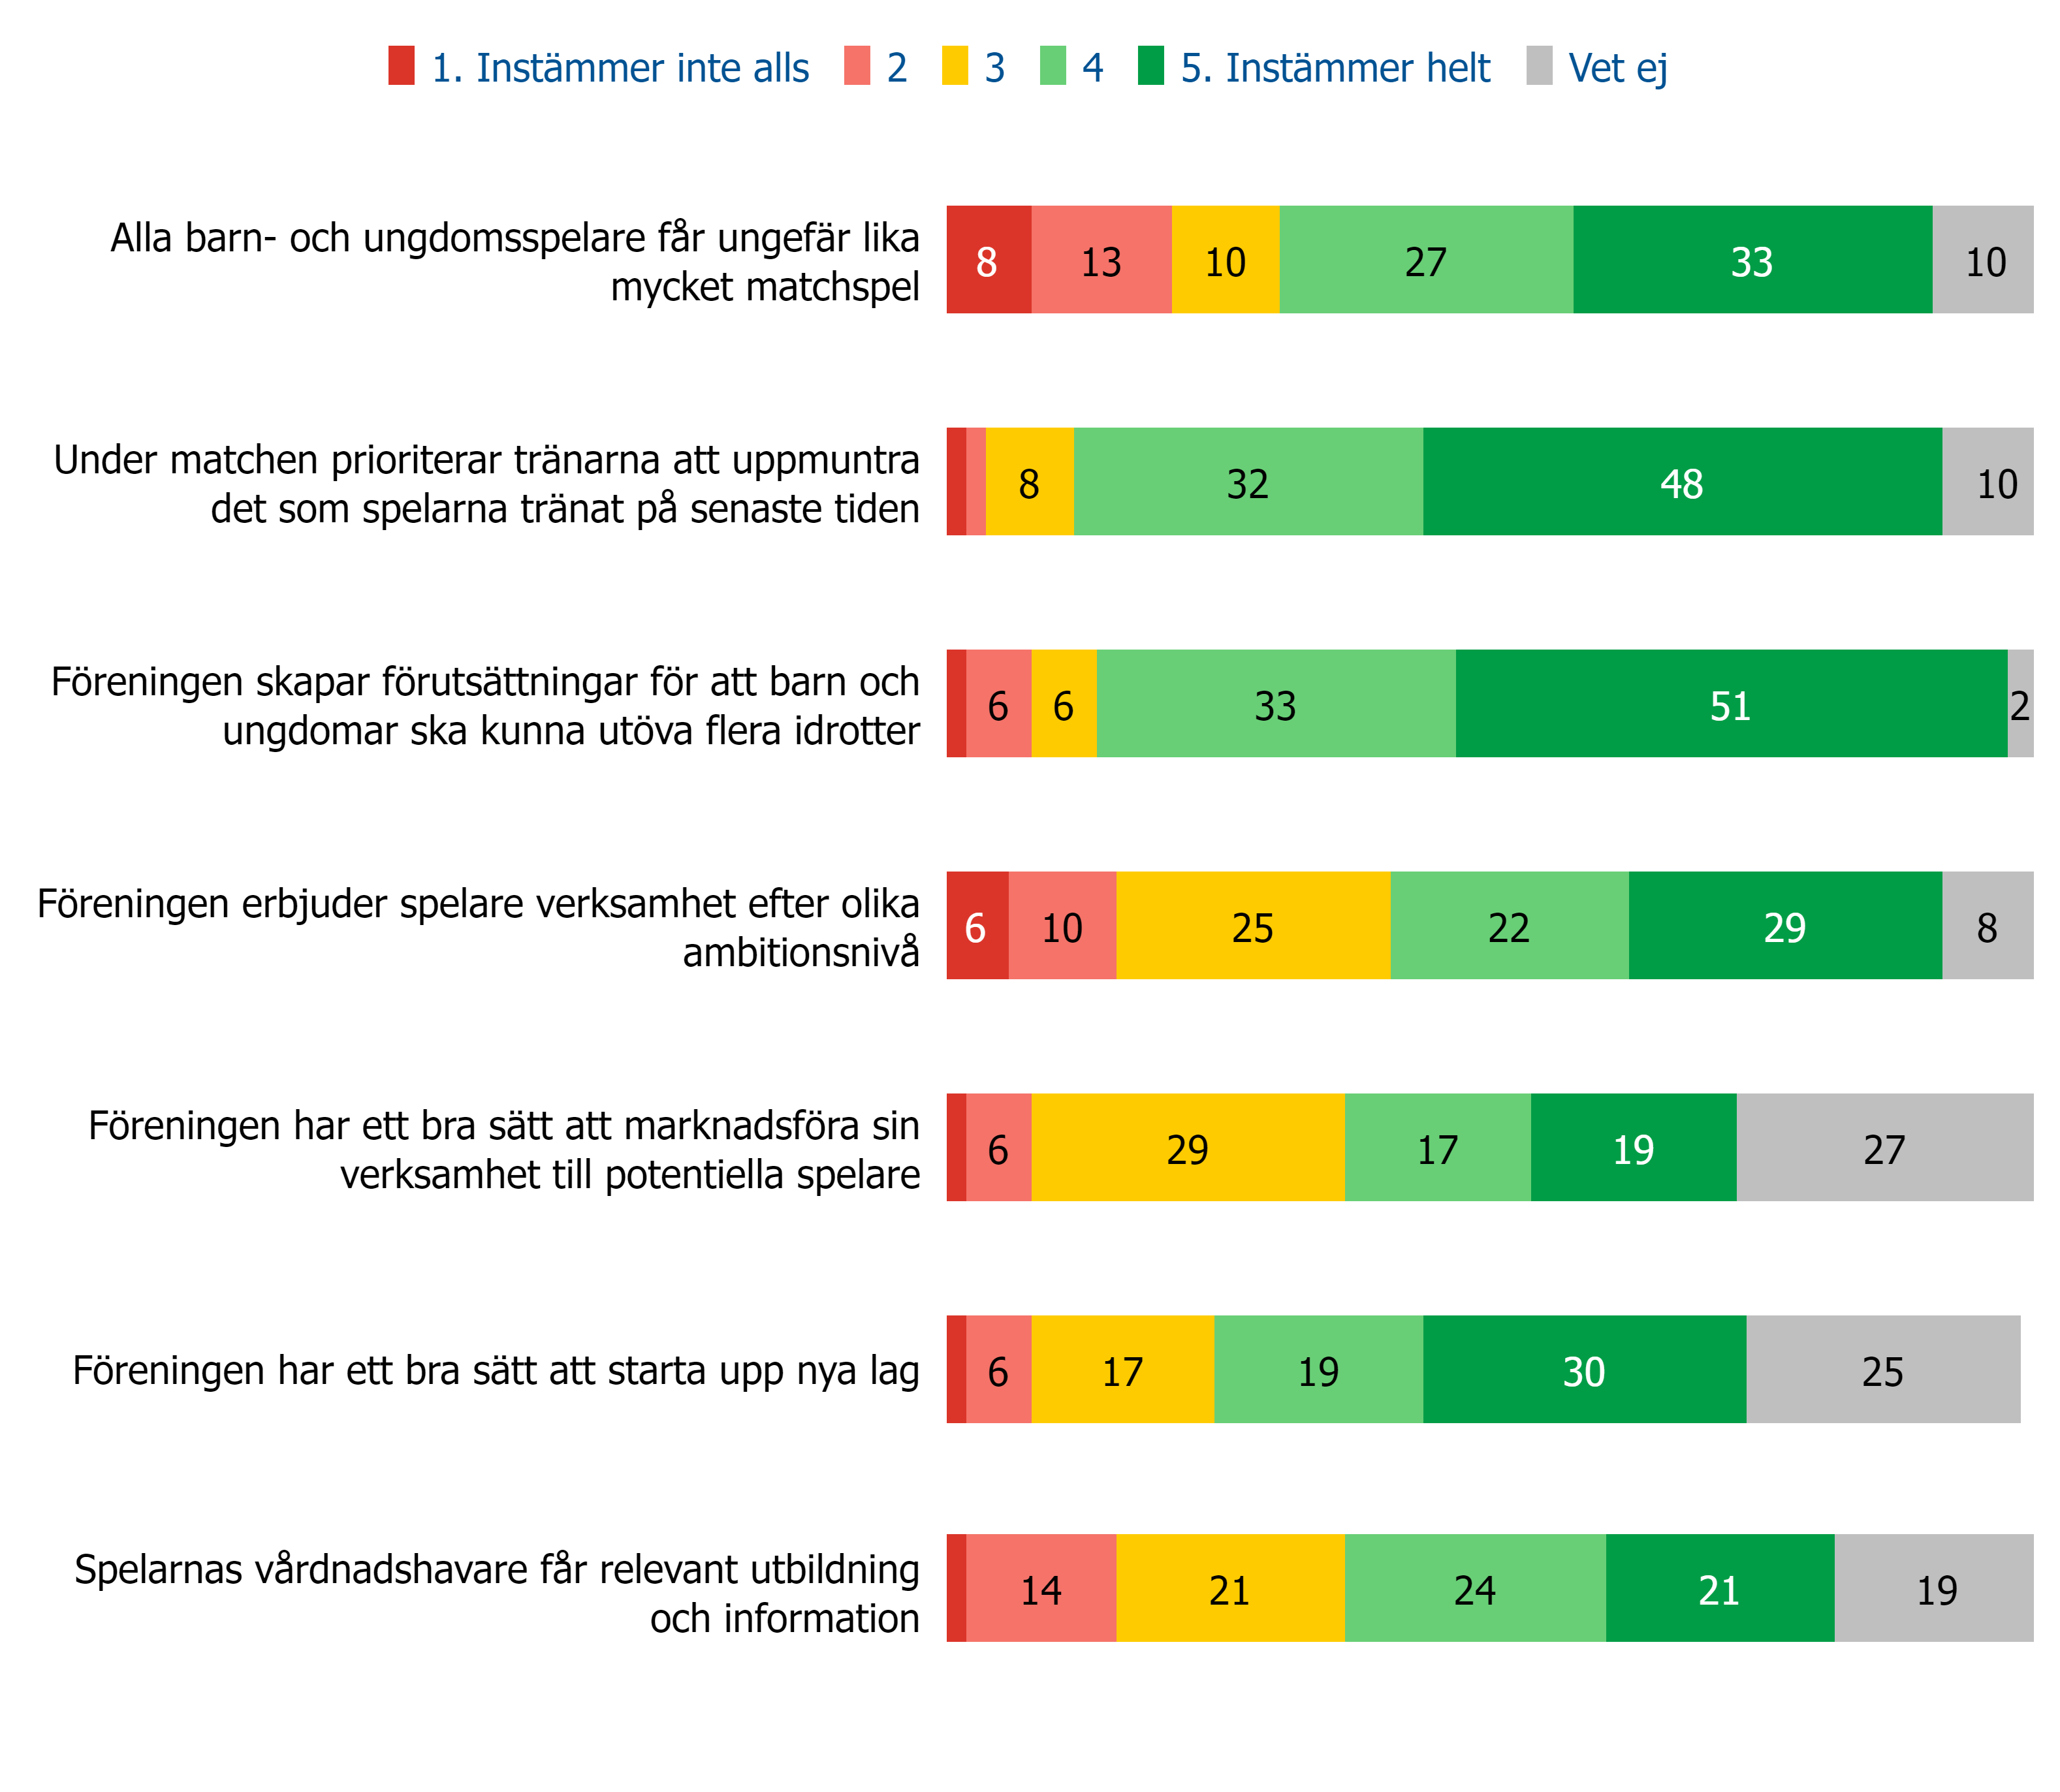 1. Instämmer inte alls 2 3 4 5. Instämmer helt Vet ej
Alla barn- och ungdomsspelare får ungefär lika
mycket matchspel
8 13 10 27 33 10
Under matchen prioriterar tränarna att uppmuntra
det som spelarna tränat på senaste tiden
8 32 48 10
Föreningen skapar förutsättningar för att barn och
ungdomar ska kunna utöva flera idrotter
6 6 33 51 2
Föreningen erbjuder spelare verksamhet efter olika
ambitionsnivå
6 10 25 22 29 8
Föreningen har ett bra sätt att marknadsföra sin
verksamhet till potentiella spelare
6 29 17 19 27
Föreningen har ett bra sätt att starta upp nya lag
6 17 19 30 25
Spelarnas vårdnadshavare får relevant utbildning
och information
14 21 24 21 19